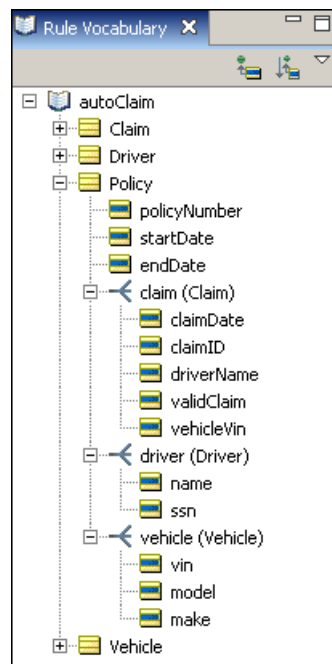 Rule Vocabulary
autoClaim
Claim
Driver
Policy
policyNumber
startDate
endDate
claim (Claim)
claimDate
claimID
driverName
validClaim
vehicleVin
driver (Driver)
name
ssn
vehicle (Vehicle)
vin
model
make
Vehicle